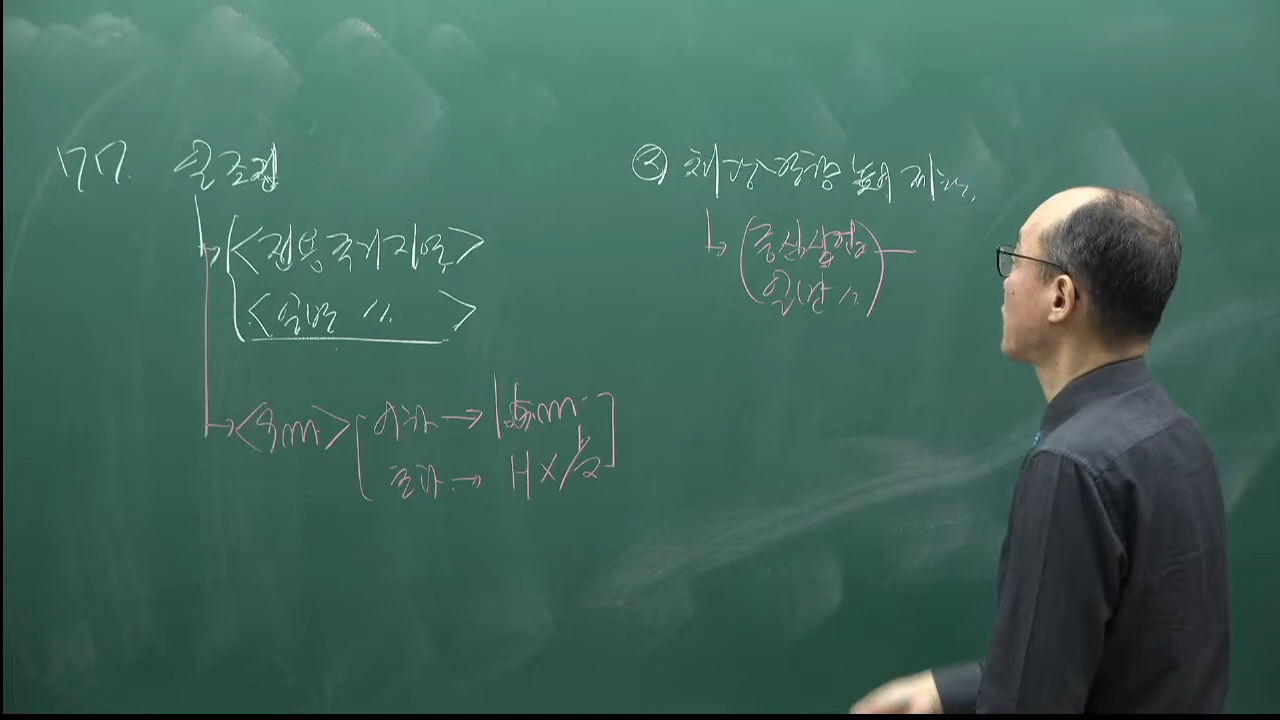 77. 일조권
<전용주거지역>
<일반 〃 >
<9m> 이하 → 1.5m
초과 → H×1/2
③ 채광방향 높이제한
중심상업
일반 〃